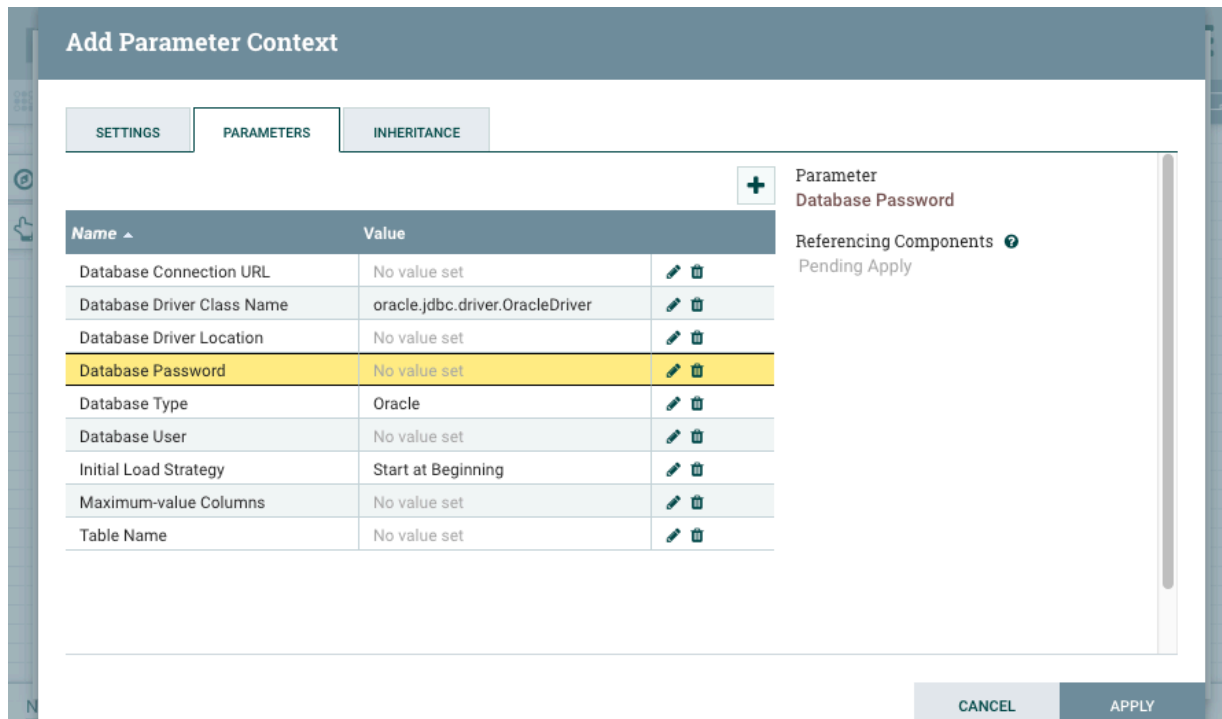 Add Parameter Context
SETTINGS PARAMETERS INHERITANCE
Name Value
Database Connection URL No value set
Database Driver Class Name oracle.jdbc.driver.OracleDriver
Database Driver Location No value set
Database Password No value set
Database Type Oracle
Database User No value set
Initial Load Strategy Start at Beginning
Maximum-value Columns No value set
Table Name No value set
Parameter
Database Password
Referencing Components
Pending Apply
CANCEL APPLY
N